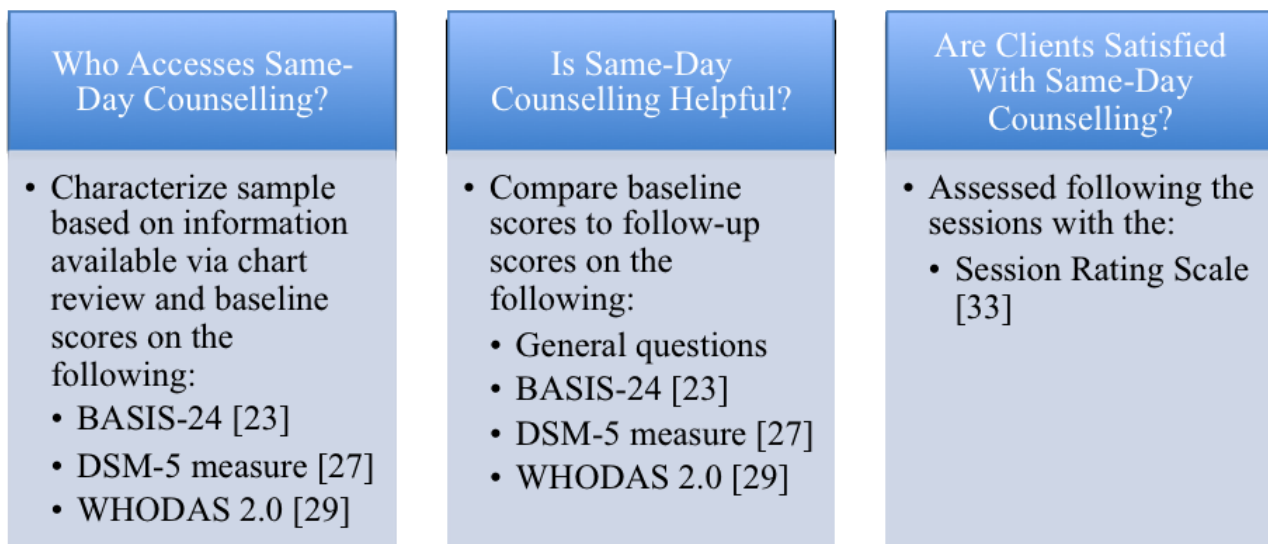 Who Accesses Same-
Day Counselling?
• Characterize sample
based on information
available via chart
review and baseline
scores on the
following:
• BASIS-24 [23]
• DSM-5 measure [27]
• WHODAS 2.0 [29]
Is Same-Day
Counselling Helpful?
• Compare baseline
scores to follow-up
scores on the
following:
• General questions
• BASIS-24 [23]
• DSM-5 measure [27]
• WHODAS 2.0 [29]
Are Clients Satisfied
With Same-Day
Counselling?
• Assessed following the
sessions with the:
• Session Rating Scale
[33]